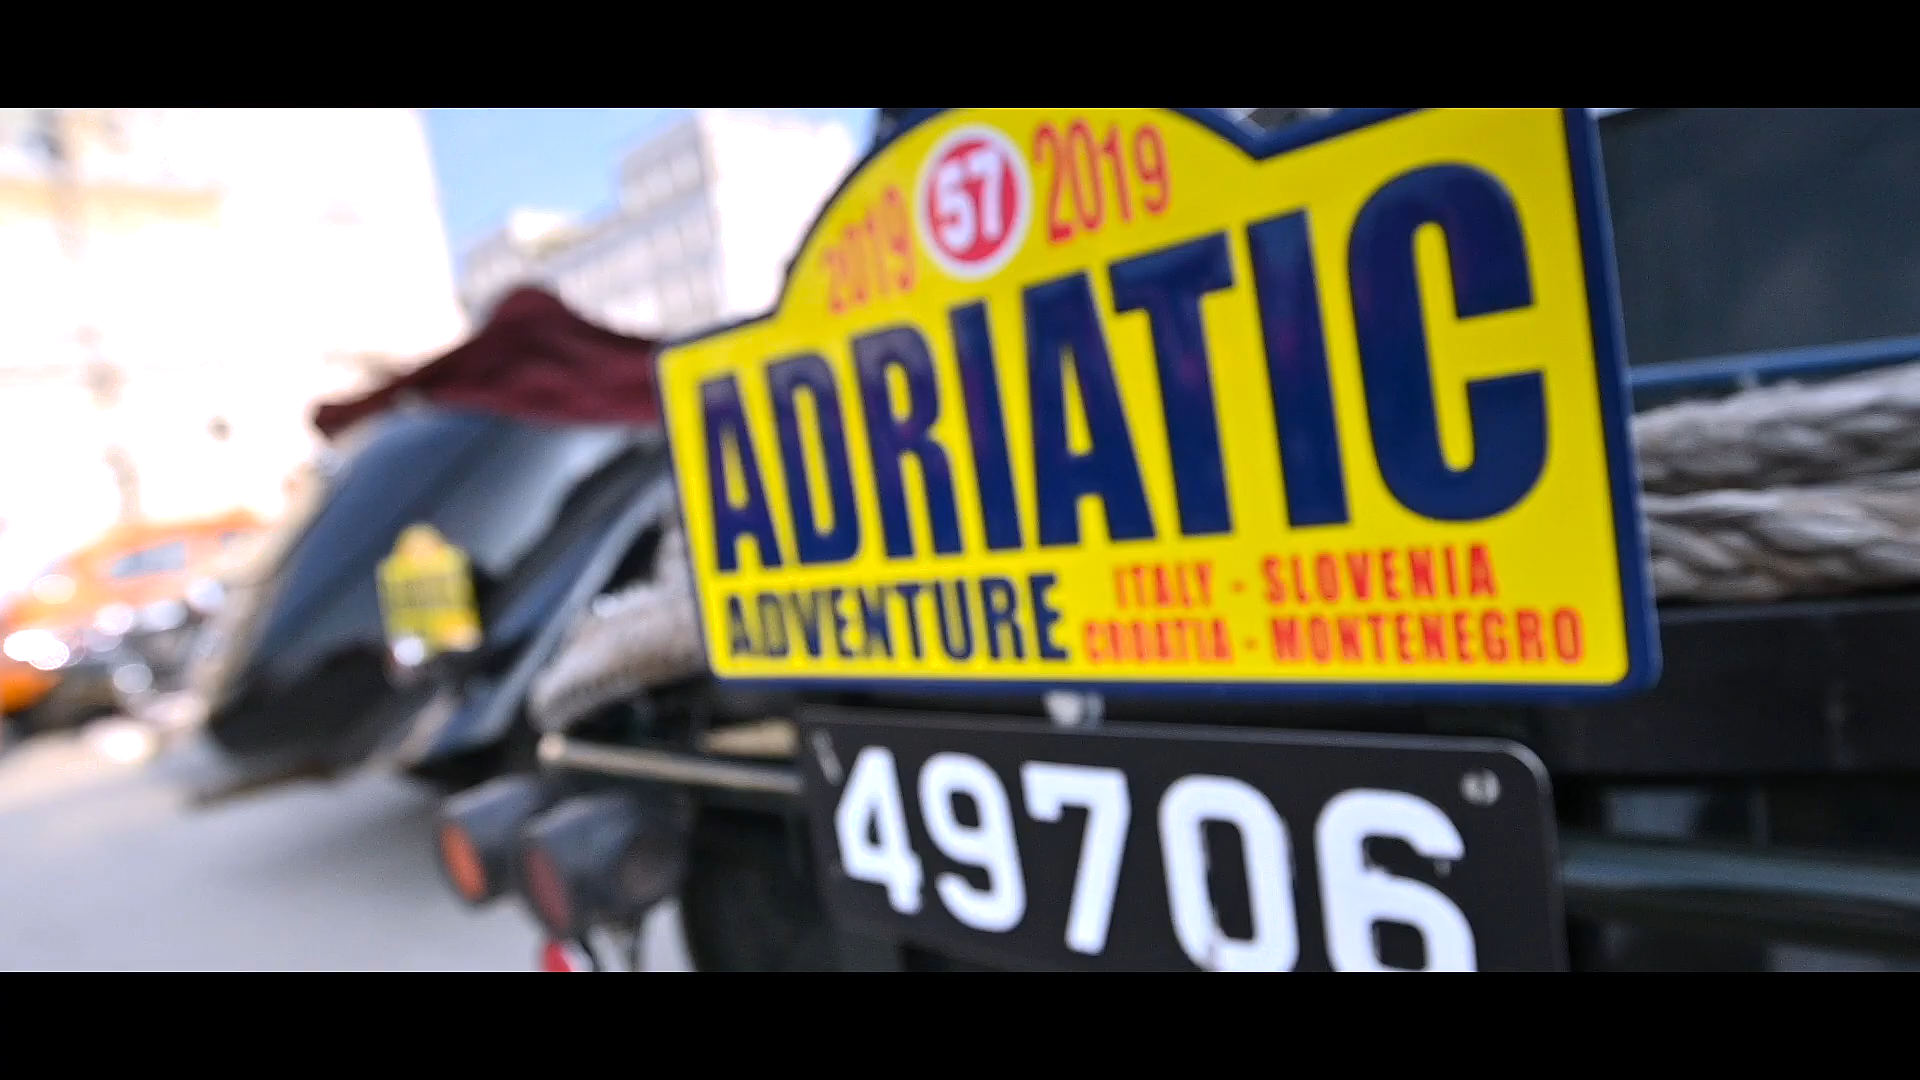 2019 57 2019
ADRIATIC
ADVENTURE
ITALY - SLOVENIA
CROATIA - MONTENEGRO
49706